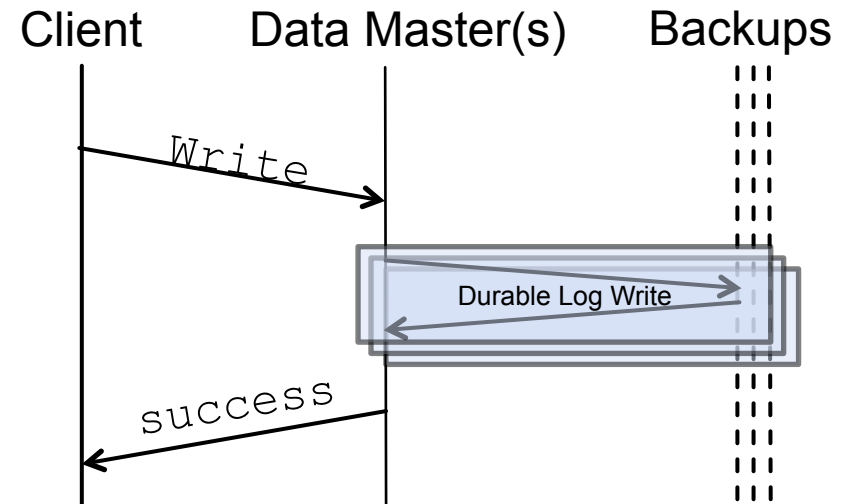 Client Data Master(s) Backups
Write
Durable Log Write
success